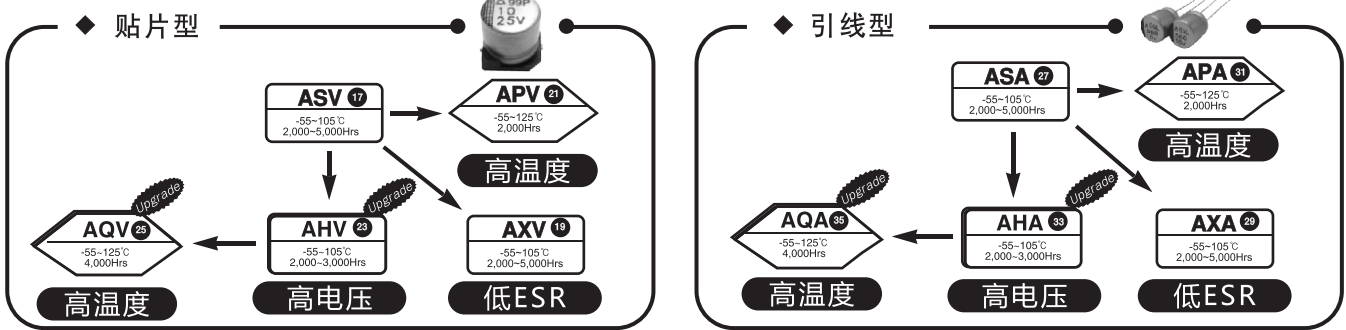 ◆ 贴片型
99P
1Ω
25V
ASV 17
-55~105℃
2,000~5,000Hrs
APV 21
-55~125℃
2,000Hrs
高温度
Upgrade
AQV 25
-55~125℃
4,000Hrs
高温度
Upgrade
AHV 23
-55~105℃
2,000~3,000Hrs
高电压
AXV 19
-55~105℃
2,000~5,000Hrs
低ESR
◆ 引线型
ASA 27
-55~105℃
2,000~5,000Hrs
APA 31
-55~125℃
2,000Hrs
高温度
Upgrade
AQA 35
-55~125℃
4,000Hrs
高温度
Upgrade
AHA 33
-55~105℃
2,000~3,000Hrs
高电压
AXA 29
-55~105℃
2,000~5,000Hrs
低ESR